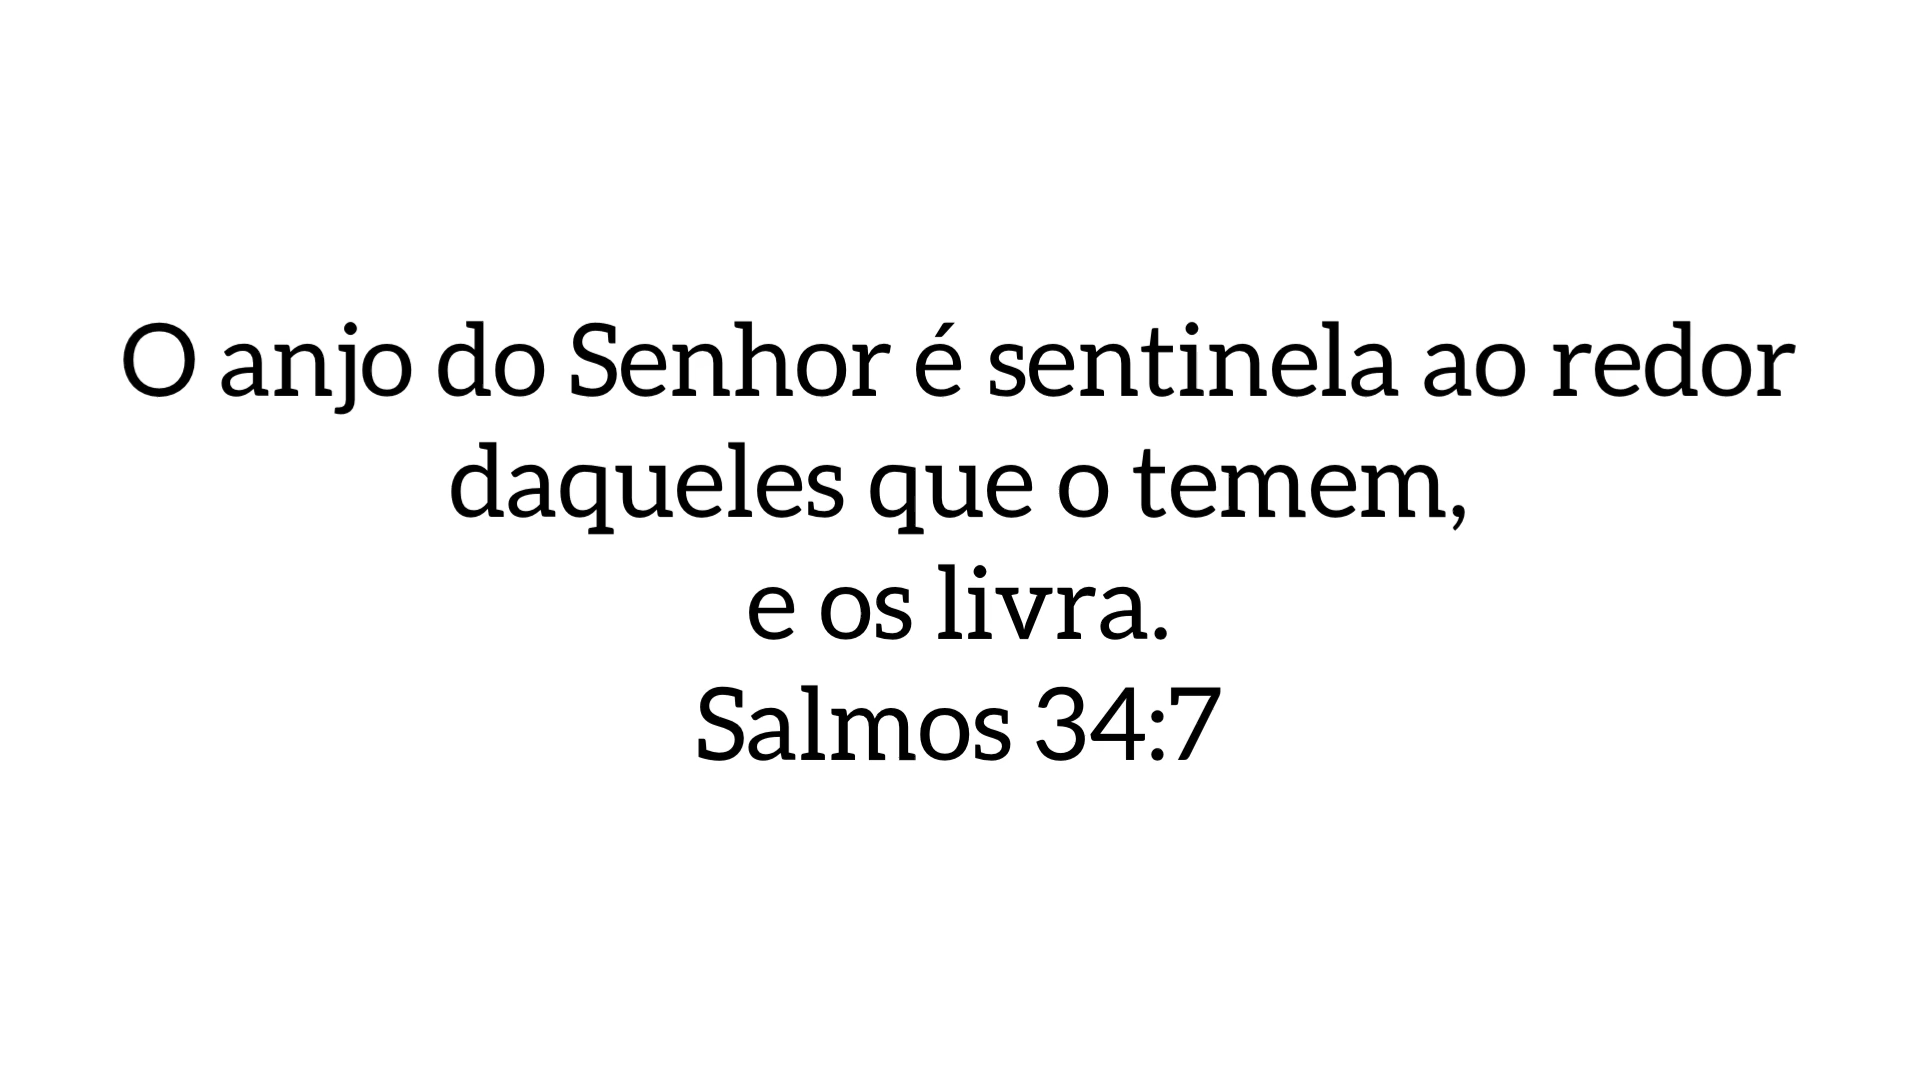 O anjo do Senhor é sentinela ao redor
daqueles que o temem,
e os livra.
Salmos 34:7